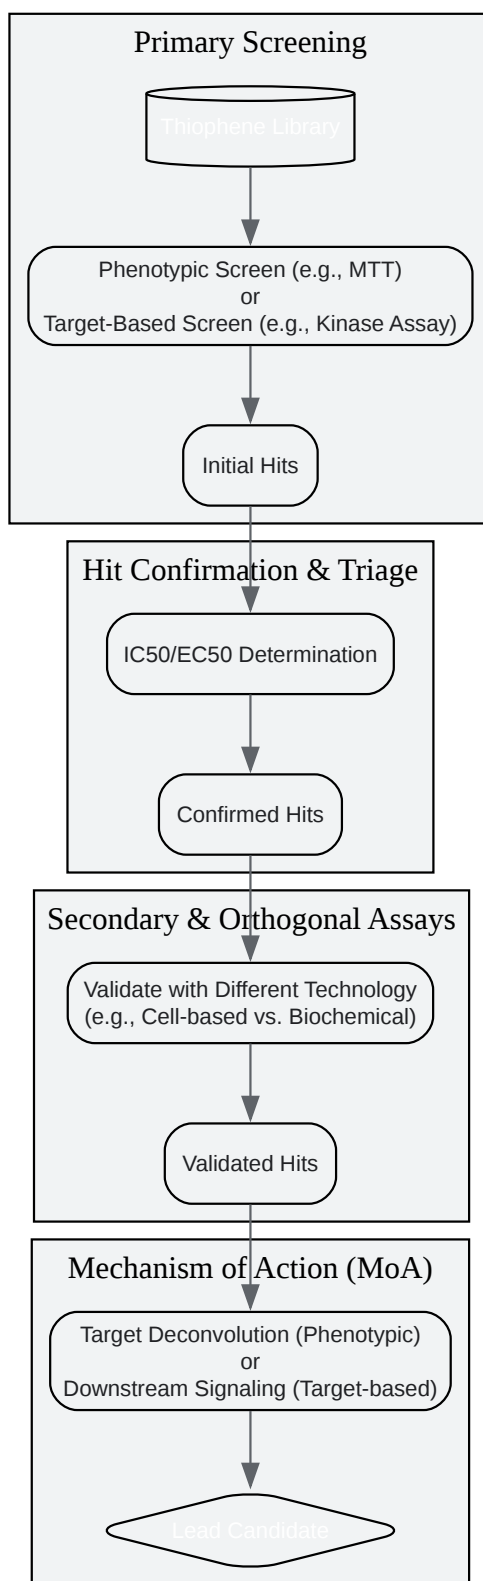 Primary Screening
Thiophene Library
Phenotypic Screen (e.g., MTT)
or
Target-Based Screen (e.g., Kinase Assay)
Initial Hits
Hit Confirmation & Triage
IC50/EC50 Determination
Confirmed Hits
Secondary & Orthogonal Assays
Validate with Different Technology
(e.g., Cell-based vs. Biochemical)
Validated Hits
Mechanism of Action (MoA)
Target Deconvolution (Phenotypic)
or
Downstream Signaling (Target-based)
Lead Candidate